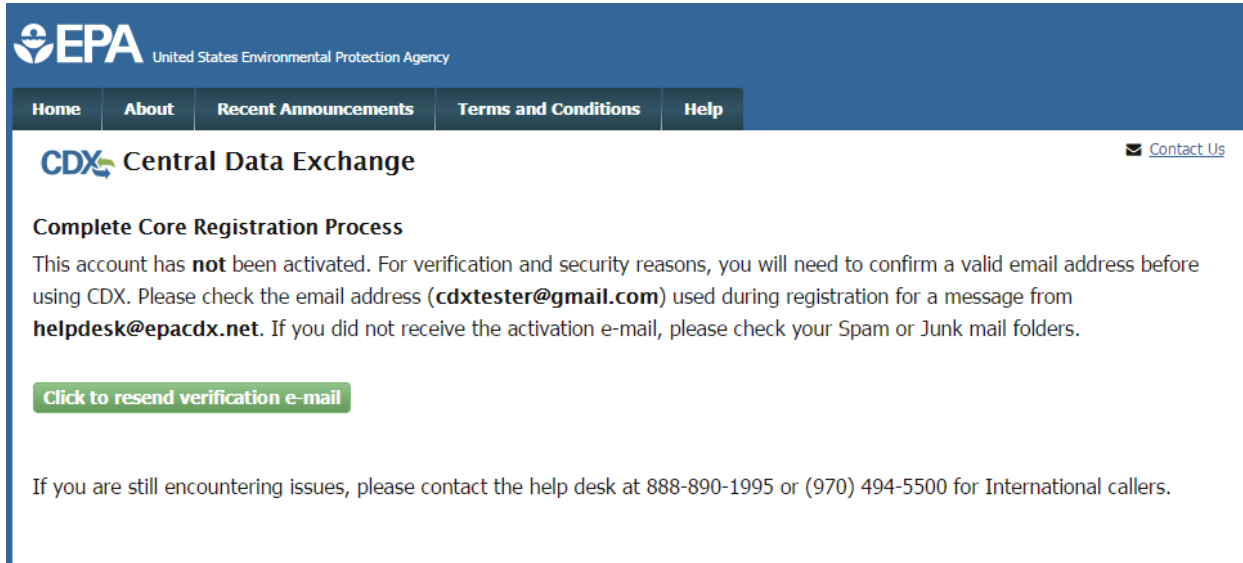 EPA United States Environmental Protection Agency
Home About Recent Announcements Terms and Conditions Help
CDX Central Data Exchange
Contact Us
Complete Core Registration Process
This account has not been activated. For verification and security reasons, you will need to confirm a valid email address before
using CDX. Please check the email address (cdxtester@gmail.com) used during registration for a message from
helpdesk@epacdx.net. If you did not receive the activation e-mail, please check your Spam or Junk mail folders.
Click to resend verification e-mail
If you are still encountering issues, please contact the help desk at 888-890-1995 or (970) 494-5500 for International callers.